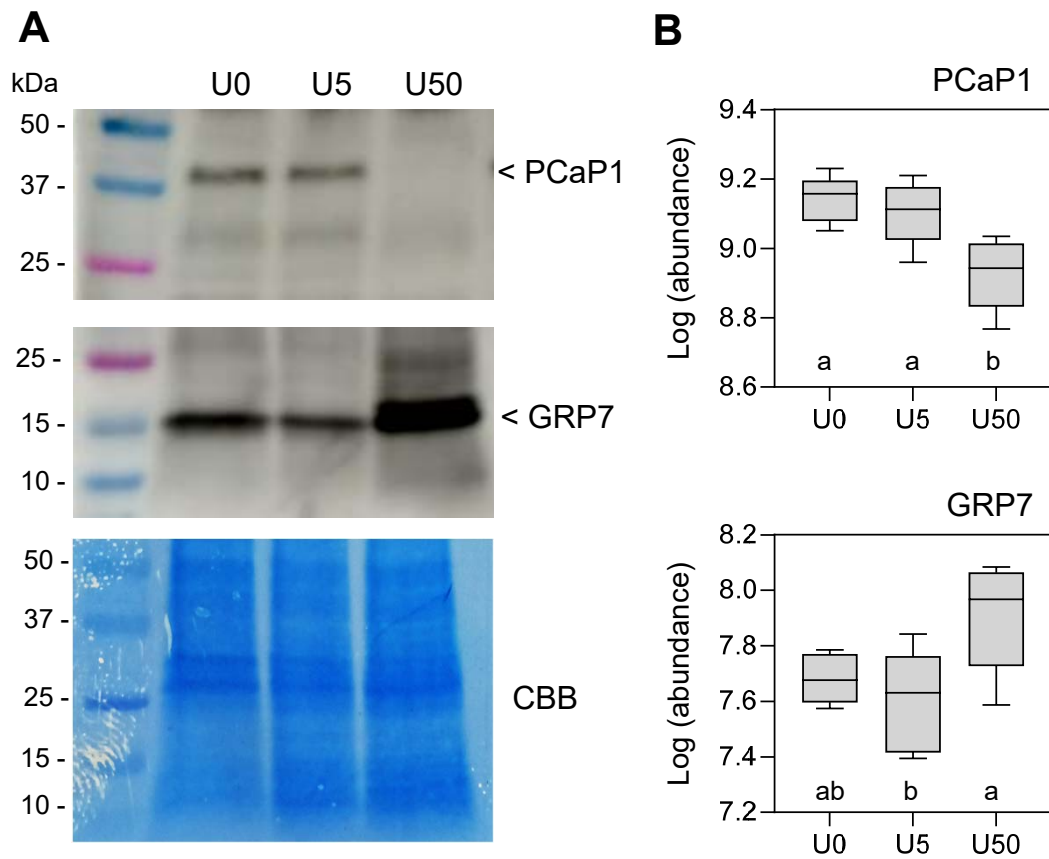 A
kDa
U0 U5 U50
50 -
37 -
25 -
< PCaP1
25 -
15 -
10 -
< GRP7
50 -
37 -
25 -
15 -
10 -
CBB
B
PCaP1
Log (abundance)
9.4
9.2
9.0
8.8
8.6
a a b
U0 U5 U50
GRP7
Log (abundance)
8.2
8.0
7.8
7.6
7.4
7.2
ab b a
U0 U5 U50